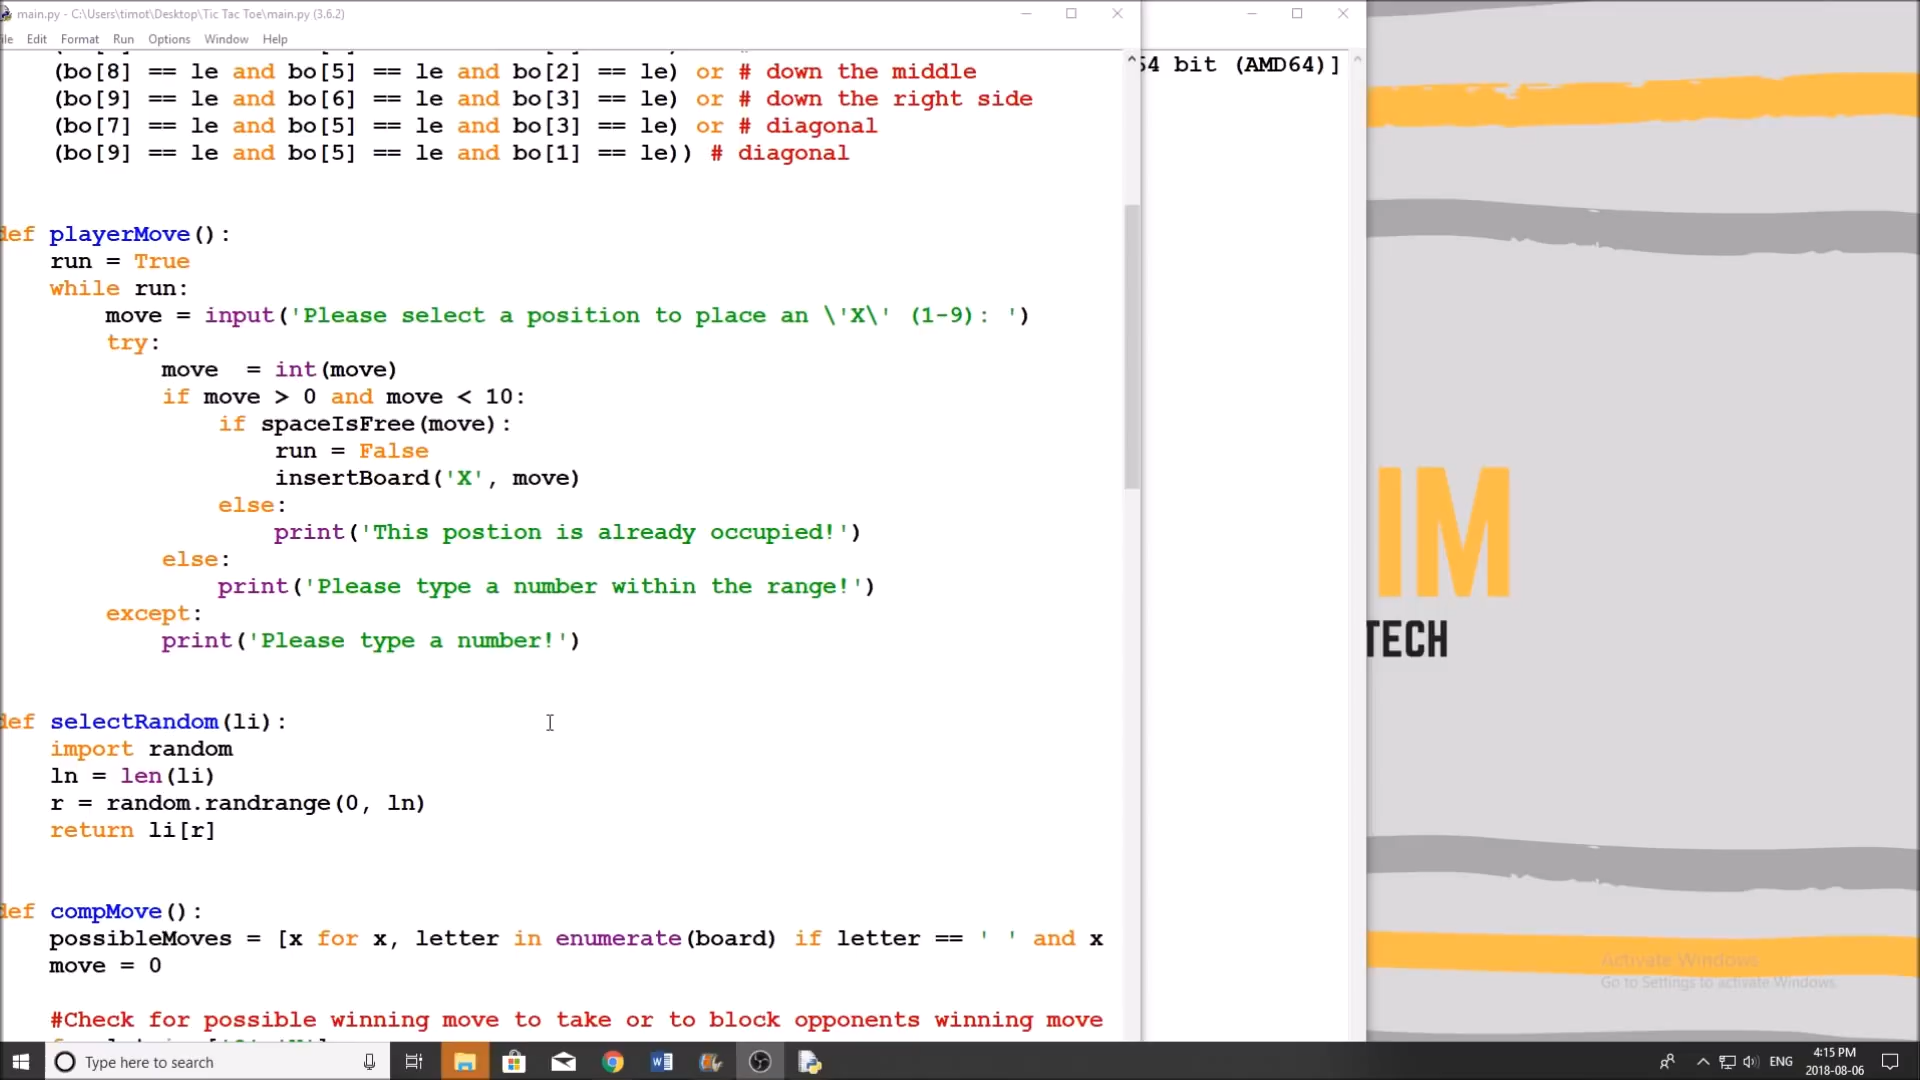 main.py - C:\Users\timot\Desktop\Tic Tac Toe\main.py (3.6.2)
ile Edit Format Run Options Window Help
(bo[8] == le and bo[5] == le and bo[2] == le) or # down the middle
(bo[9] == le and bo[6] == le and bo[3] == le) or # down the right side
(bo[7] == le and bo[5] == le and bo[3] == le) or # diagonal
(bo[9] == le and bo[5] == le and bo[1] == le)) # diagonal
def playerMove():
run = True
while run:
move = input('Please select a position to place an \'X\' (1-9): ')
try:
move  = int(move)
if move > 0 and move < 10:
if spaceIsFree(move):
run = False
insertBoard('X', move)
else:
print('This postion is already occupied!')
else:
print('Please type a number within the range!')
except:
print('Please type a number!')
def selectRandom(li):
import random
ln = len(li)
r = random.randrange(0, ln)
return li[r]
def compMove():
possibleMoves = [x for x, letter in enumerate(board) if letter == ' ' and x
move = 0
#Check for possible winning move to take or to block opponents winning move
64 bit (AMD64)]
IM
TECH
Activate Windows
Go to Settings to activate Windows.
Type here to search
ENG
4:15 PM
2018-08-06